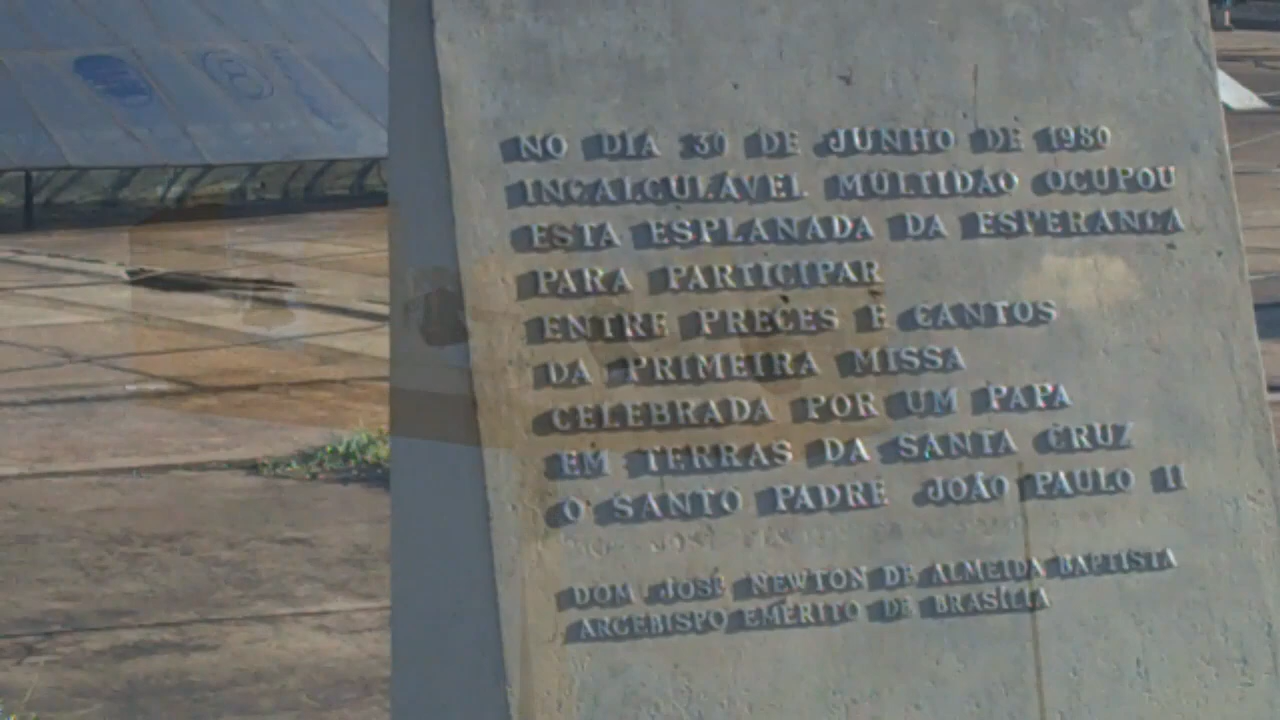 NO DIA 30 DE JUNHO DE 1980
INCALCULÁVEL MULTIDÃO OCUPOU
ESTA ESPLANADA DA ESPERANCA
PARA PARTICIPAR
ENTRE PRECES E CANTOS
DA PRIMEIRA MISSA
CELEBRADA POR UM PAPA
EM TERRAS DA SANTA CRUZ
O SANTO PADRE JOÃO PAULO II
DOM JOSÉ NEWTON DE ALMEIDA BAPTISTA
ARCEBISPO EMÉRITO DE BRASÍLIA